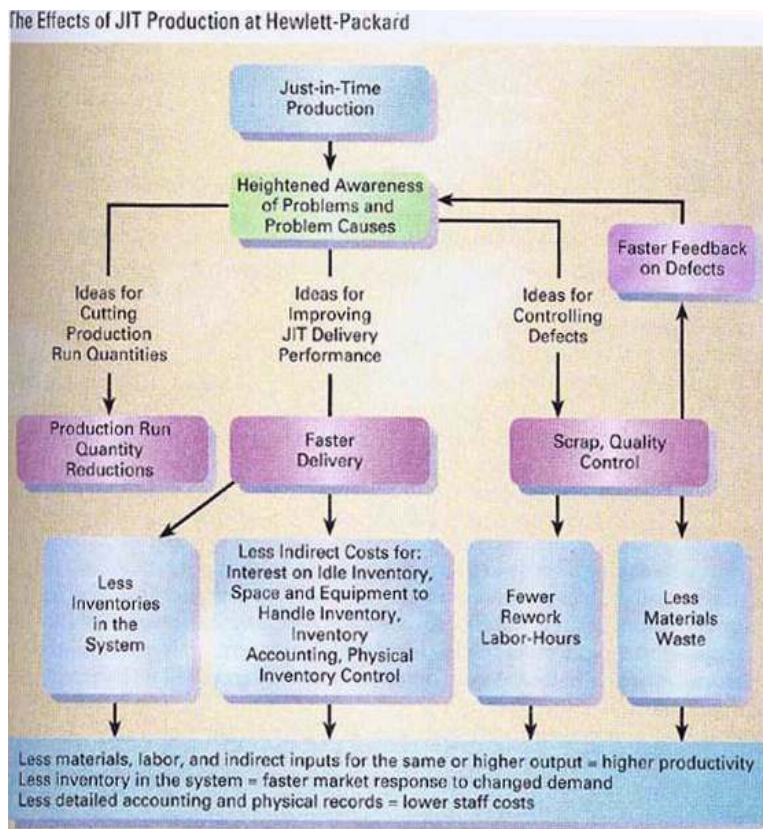 The Effects of JIT Production at Hewlett-Packard
Just-in-Time
Production
Heightened Awareness
of Problems and
Problem Causes
Faster Feedback
on Defects
Ideas for
Cutting
Production
Run Quantities
Ideas for
Improving
JIT Delivery
Performance
Ideas for
Controlling
Defects
Production Run
Quantity
Reductions
Faster
Delivery
Scrap, Quality
Control
Less
Inventories
in the
System
Less Indirect Costs for:
Interest on Idle Inventory,
Space and Equipment to
Handle Inventory,
Inventory
Accounting, Physical
Inventory Control
Fewer
Rework
Labor-Hours
Less
Materials
Waste
Less materials, labor, and indirect inputs for the same or higher output = higher productivity
Less inventory in the system = faster market response to changed demand
Less detailed accounting and physical records = lower staff costs